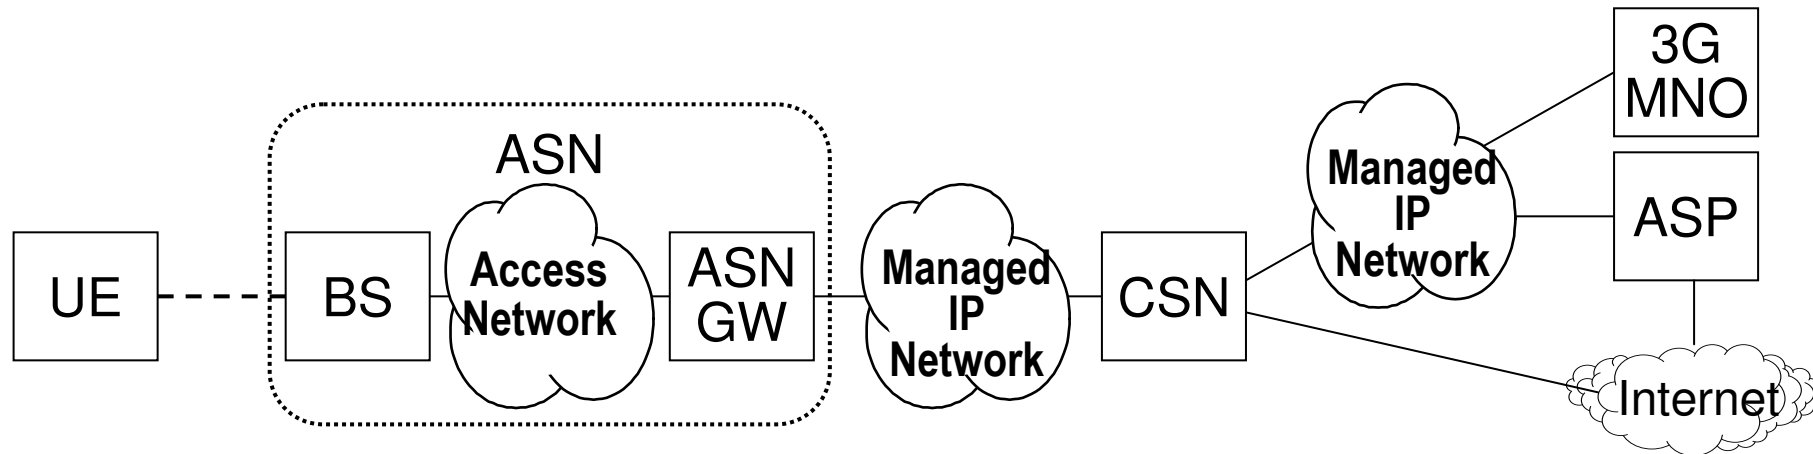 3G
MNO
ASN
Managed
IP
Network
ASP
UE
BS
Access
Network
ASN
GW
Managed
IP
Network
CSN
Internet